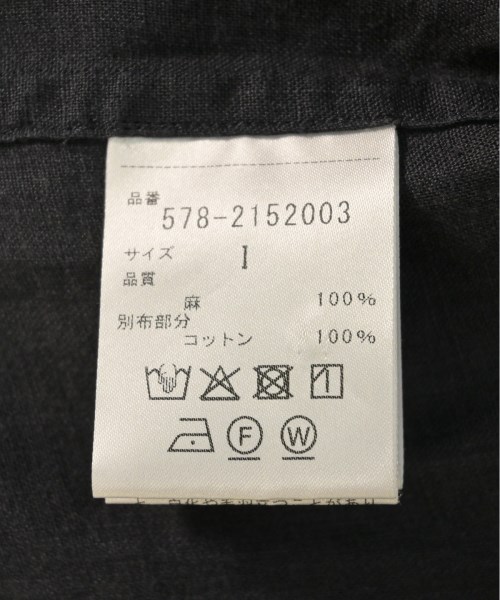 品番
578-2152003
サイズ I
品質
麻 100%
別布部分
コットン 100%
F W